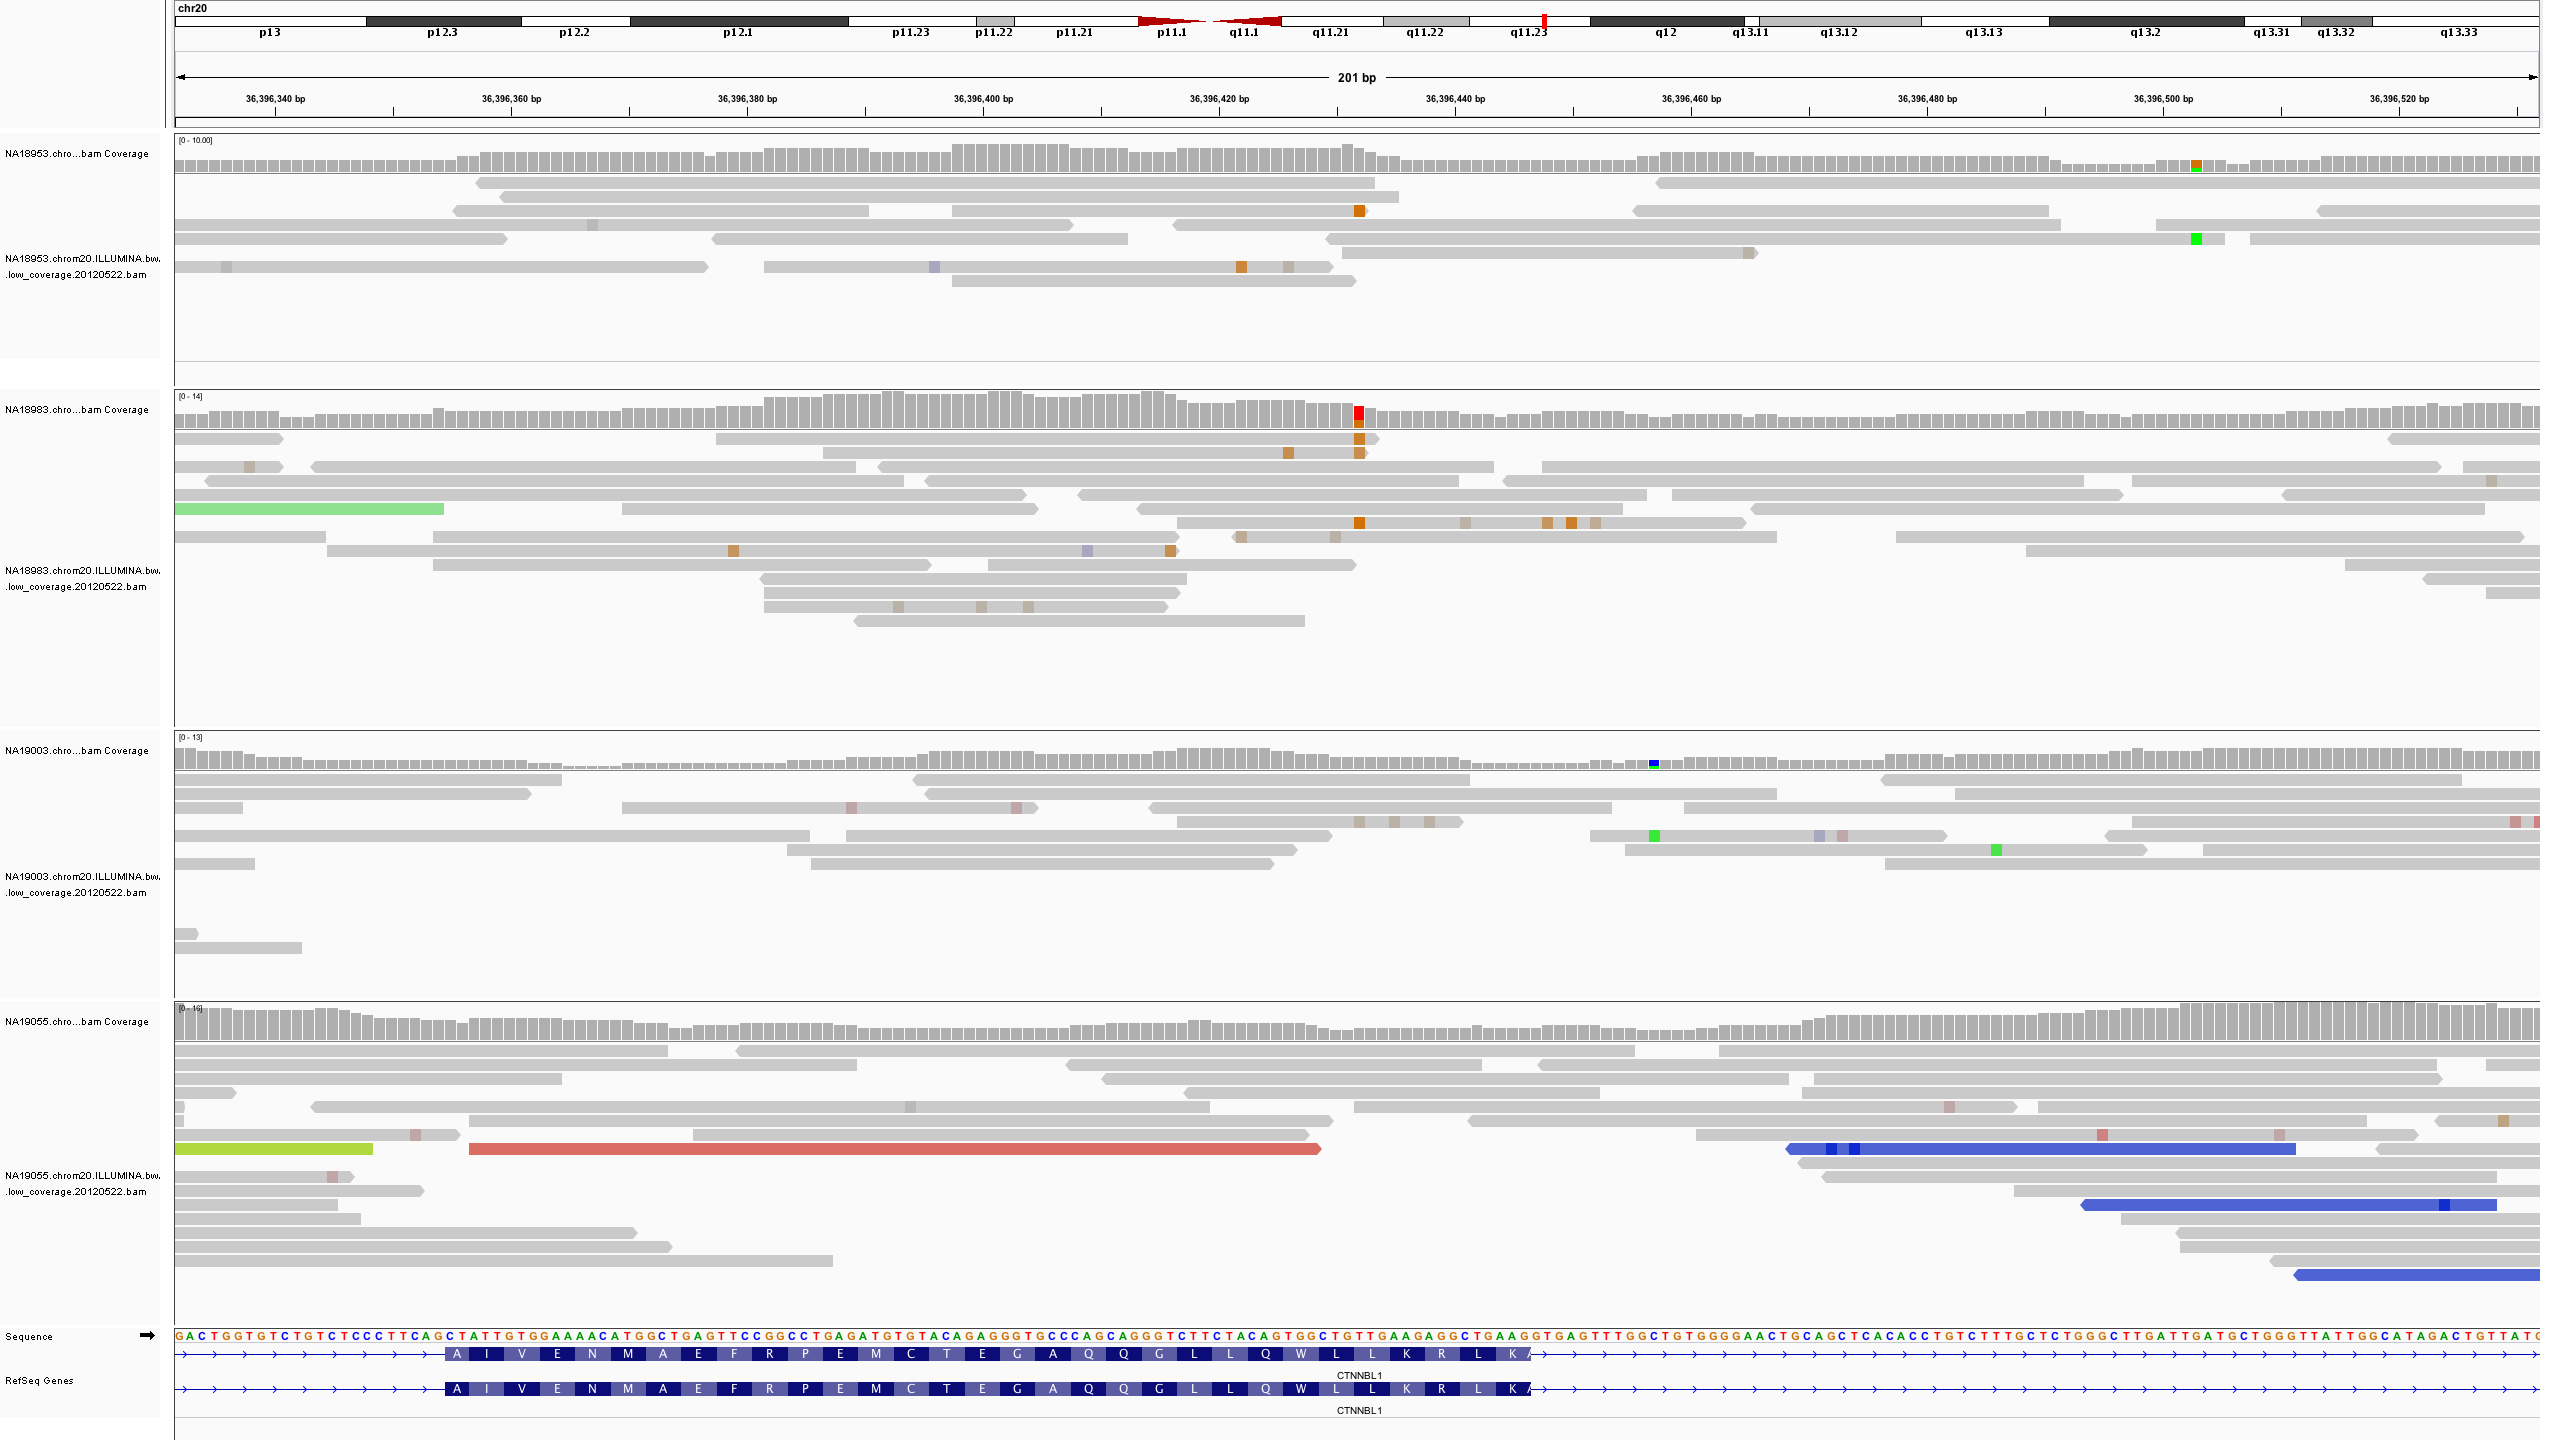 chr20
p13 p12.3 p12.2 p12.1 p11.23 p11.22 p11.21 p11.1 q11.1 q11.21 q11.22 q11.23 q12 q13.11 q13.12 q13.13 q13.2 q13.31 q13.32 q13.33
201 bp
36,396,340 bp 36,396,360 bp 36,396,380 bp 36,396,400 bp 36,396,420 bp 36,396,440 bp 36,396,460 bp 36,396,480 bp 36,396,500 bp 36,396,520 bp
[0 - 10.00]
NA18953.chro...bam Coverage
NA18953.chrom20.ILLUMINA.bw.
.low_coverage.20120522.bam
[0 - 14]
NA18983.chro...bam Coverage
NA18983.chrom20.ILLUMINA.bw.
.low_coverage.20120522.bam
[0 - 13]
NA19003.chro...bam Coverage
NA19003.chrom20.ILLUMINA.bw.
.low_coverage.20120522.bam
[0 - 16]
NA19055.chro...bam Coverage
NA19055.chrom20.ILLUMINA.bw.
.low_coverage.20120522.bam
Sequence
G A C T G G T G T C T G T C T C C C T T C A G C T A T T G T G G A A A A C A T G G C T G A G T T C C G G C C T G A G A T G T G T A C A G A G G G T G C C C A G C A G G G T C T T C T A C A G T G G C T G T T G A A G A G G C T G A A G G T G A G T T T G G C T G T G G G G A A C T G C A G C T C A C A C C T G T C T T T G C T C T G G G C T T G A T T G A T G C T G G G T T A T T G G C A T A G A C T G T T A T G
A I V E N M A E F R P E M C T E G A Q Q G L L Q W L L K R L K
CTNNBL1
RefSeq Genes
A I V E N M A E F R P E M C T E G A Q Q G L L Q W L L K R L K
CTNNBL1